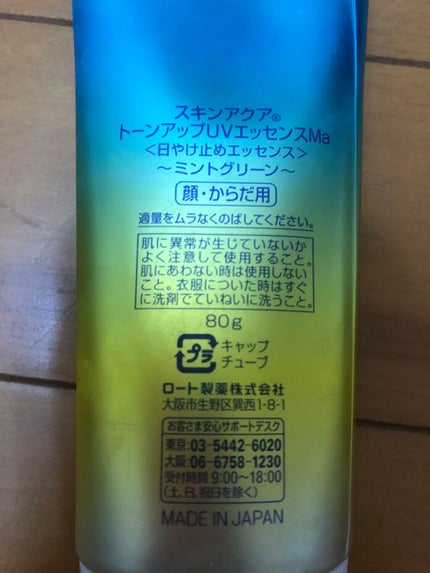 スキンアクア®
トーンアップUVエッセンスMa
<日やけ止めエッセンス>
〜ミントグリーン〜
顔・からだ用
適量をムラなくのばしてください。
肌に異常が生じていないか
よく注意して使用すること。
肌にあわない時は使用しない
こと。衣服についた時はすぐ
に洗剤でていねいに洗うこと。
80g
プラ
キャップ
チューブ
ロート製薬株式会社
大阪市生野区巽西1-8-1
お客さま安心サポートデスク
東京:03-5442-6020
大阪:06-6758-1230
受付時間 9:00〜18:00
(土、日、祝日を除く)
MADE IN JAPAN